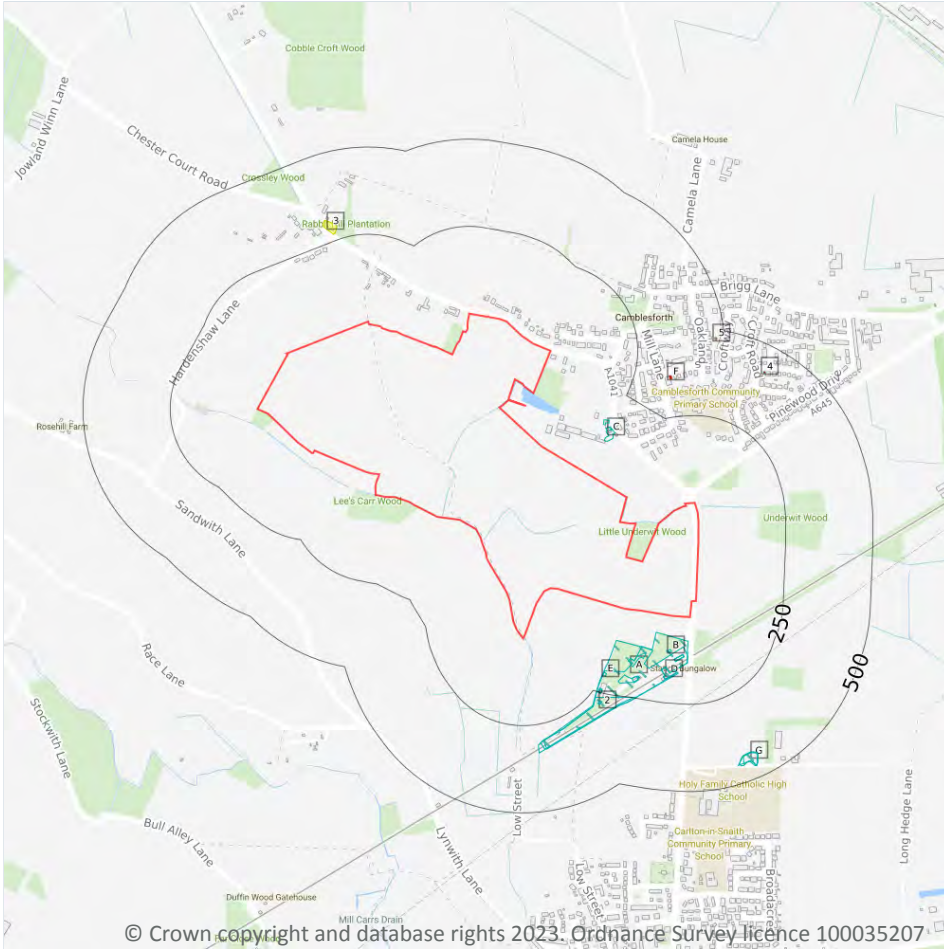 Cobble Croft Wood
Jowland Winn Lane
Chester Court Road
Camela House
Crossley Wood
Camela Lane
3
Plantation
Brigg Lane
Hardenshaw Lane
Camblesforth
5
Mill Lane
Oakland
Croft
Croft Road
4
F
A1041
Camblesforth Community
Primary School
Pinewood Drive
A645
Rosehill Farm
C
Lee's Carr Wood
Sandwith Lane
Underwit Wood
Little Underwit Wood
250
B
E
A
Bungalow
500
2
Race Lane
Stockwith Lane
G
Holy Family Catholic High
School
Low Street
Long Hedge Lane
Bull Alley Lane
Lynwith Lane
Carlton-in-Snaith
Community Primary
School
Low Street
Broadacres
Duffin Wood Gatehouse
Mill Carrs Drain
© Crown copyright and database rights 2023. Ordnance Survey licence 100035207.